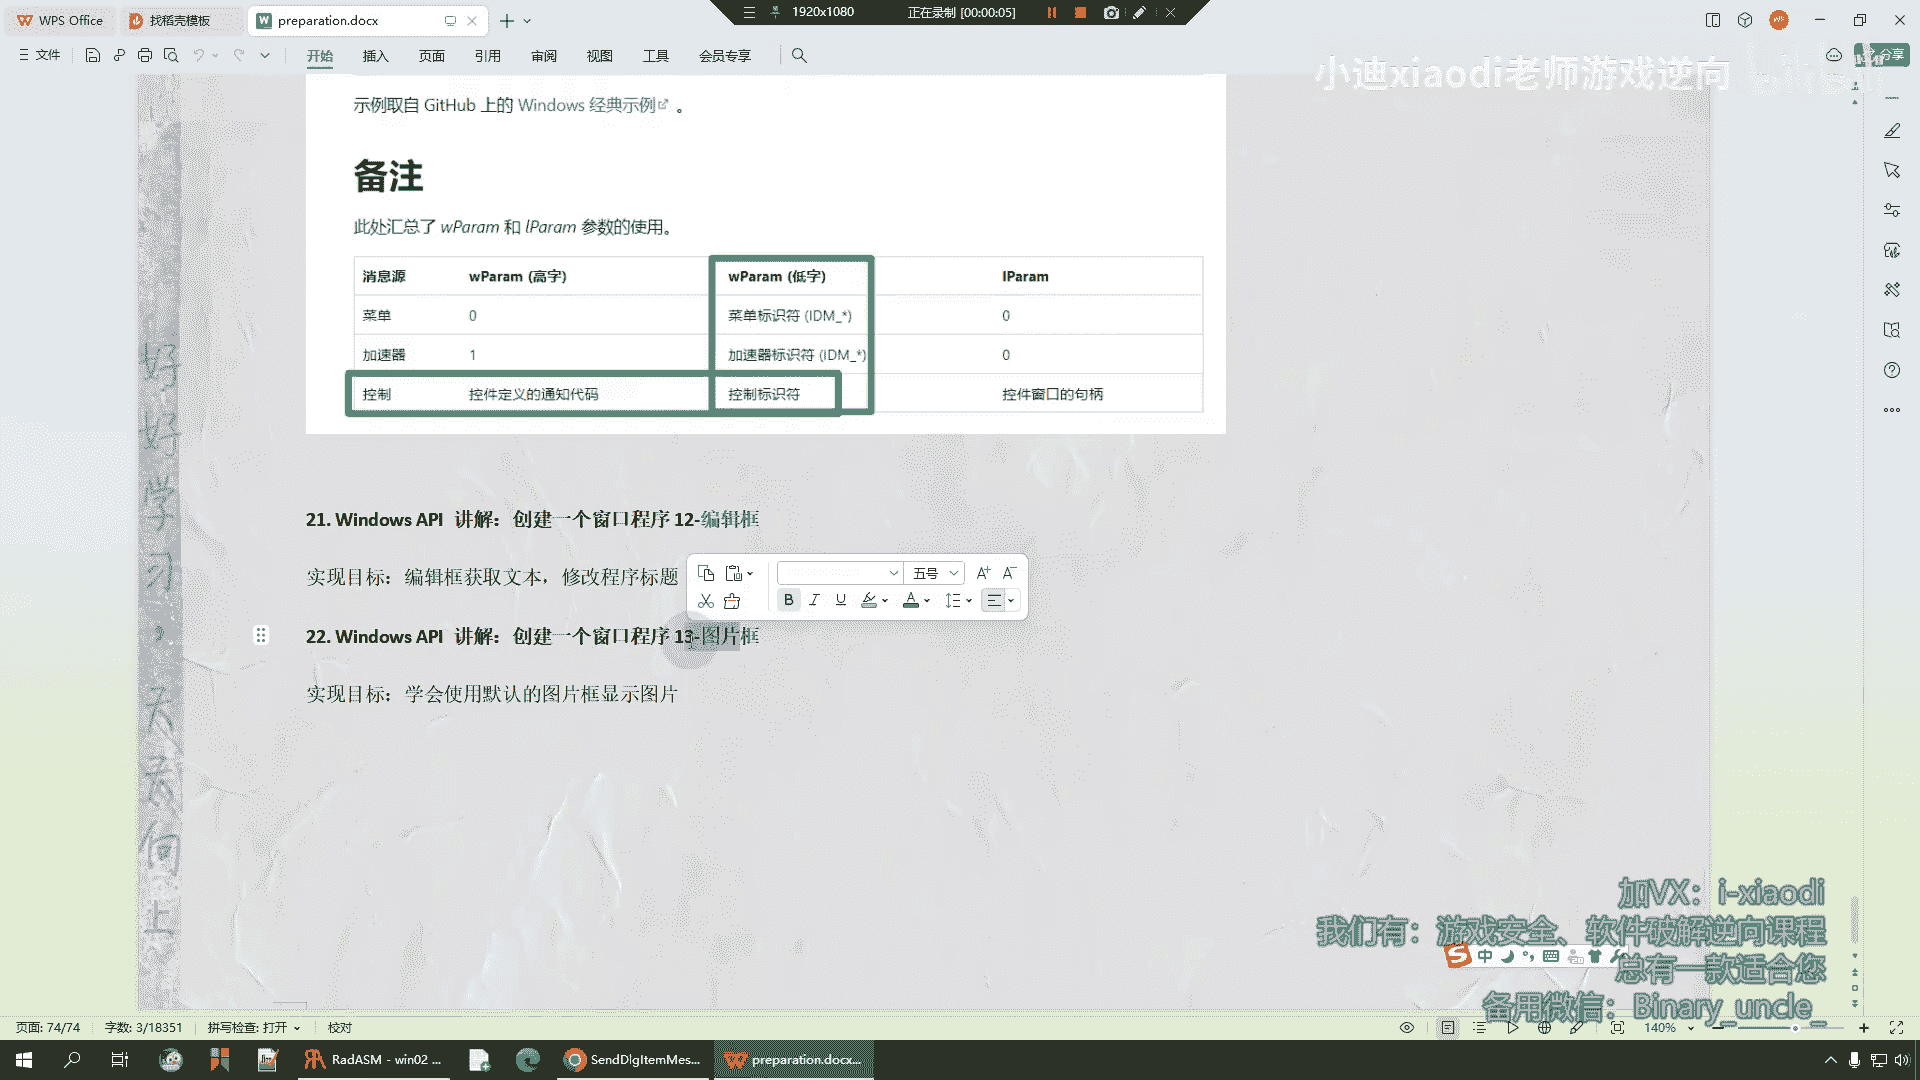 WPS Office
找稻壳模板
preparation.docx
1920x1080
正在录制 [00:00:05]
文件
开始
插入
页面
引用
审阅
视图
工具
会员专享
分享
小迪xiaodi老师游戏逆向
示例取自 GitHub 上的 Windows 经典示例 。
备注
此处汇总了 wParam 和 lParam 参数的使用。
消息源 wParam (高字) wParam (低字) lParam
菜单 0 菜单标识符 (IDM_*) 0
加速器 1 加速器标识符 (IDM_*) 0
控制 控件定义的通知代码 控制标识符 控件窗口的句柄
21. Windows API 讲解：创建一个窗口程序 12-编辑框
实现目标：编辑框获取文本，修改程序标题
五号
A+ A-
B I U A
22. Windows API 讲解：创建一个窗口程序 13-图片框
实现目标：学会使用默认的图片框显示图片
好好学习，天天向上
加VX：i-xiaodi
我们有：游戏安全、软件破解逆向课程
中
总有一款适合您
备用微信：Binary_uncle_
页面: 74/74
字数: 3/18351
拼写检查: 打开
校对
140%
RadASM - win02 ...
SendDlgItemMes...
preparation.docx...